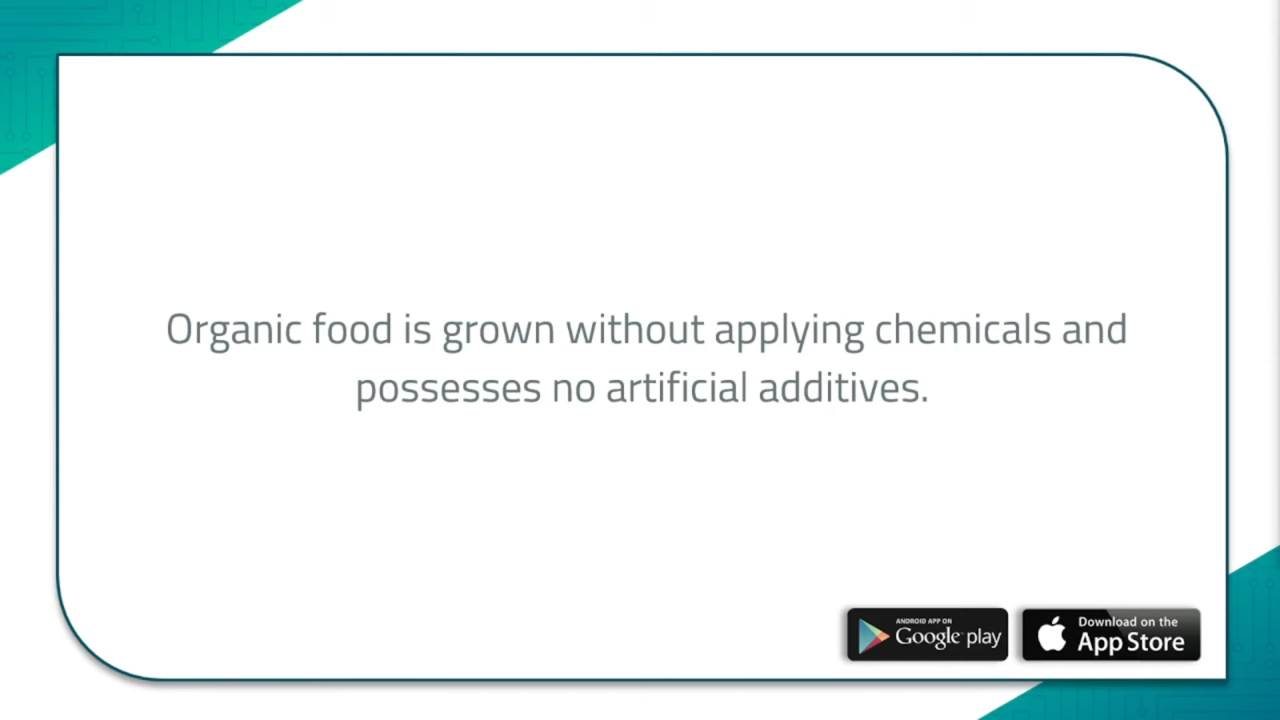 Organic food is grown without applying chemicals and
possesses no artificial additives.
ANDROID APP ON
Google play
Download on the
App Store